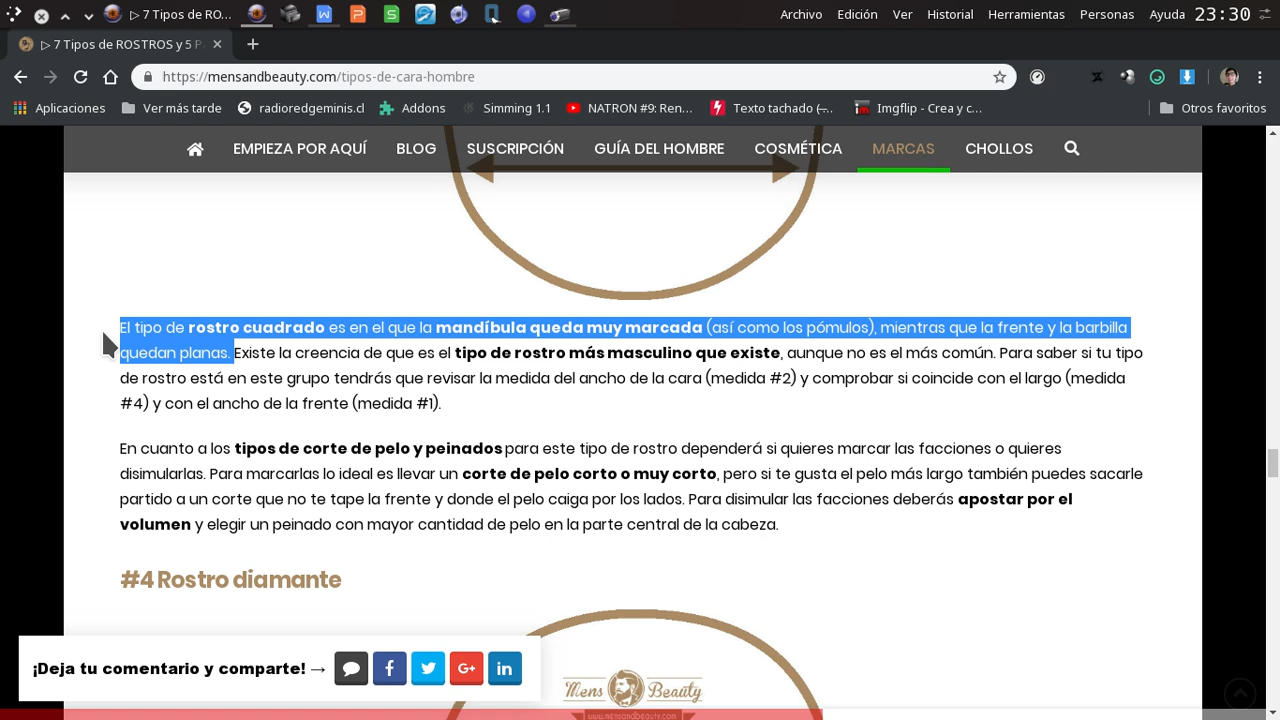 Archivo Edición Ver Historial Herramientas Personas Ayuda 23:30
▷ 7 Tipos de RO...
▷ 7 Tipos de ROSTROS y 5 P
https://mensandbeauty.com/tipos-de-cara-hombre
Aplicaciones Ver más tarde radioredgeminis.cl Addons Simming 1.1 NATRON #9: Ren... Texto tachado (... Imgflip - Crea y c... Otros favoritos
EMPIEZA POR AQUÍ BLOG SUSCRIPCIÓN GUÍA DEL HOMBRE COSMÉTICA MARCAS CHOLLOS
El tipo de rostro cuadrado es en el que la mandíbula queda muy marcada (así como los pómulos), mientras que la frente y la barbilla
quedan planas. Existe la creencia de que es el tipo de rostro más masculino que existe, aunque no es el más común. Para saber si tu tipo
de rostro está en este grupo tendrás que revisar la medida del ancho de la cara (medida #2) y comprobar si coincide con el largo (medida
#4) y con el ancho de la frente (medida #1).
En cuanto a los tipos de corte de pelo y peinados para este tipo de rostro dependerá si quieres marcar las facciones o quieres
disimularlas. Para marcarlas lo ideal es llevar un corte de pelo corto o muy corto, pero si te gusta el pelo más largo también puedes sacarle
partido a un corte que no te tape la frente y donde el pelo caiga por los lados. Para disimular las facciones deberás apostar por el
volumen y elegir un peinado con mayor cantidad de pelo en la parte central de la cabeza.
#4 Rostro diamante
¡Deja tu comentario y comparte! →
Mens Beauty
www.mensandbeauty.com